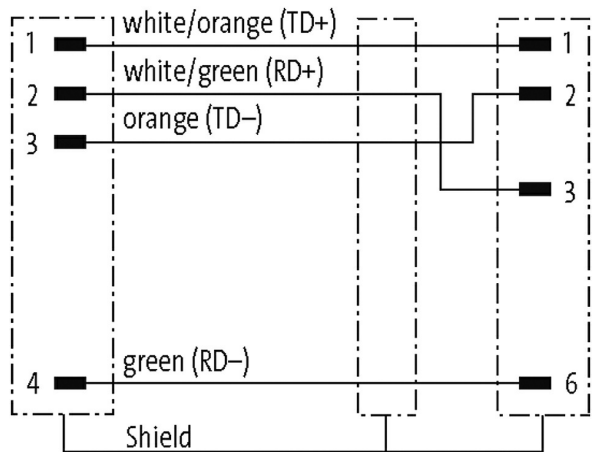 1 white/orange (TD+) 1
2 white/green (RD+) 2
3 orange (TD–)
3
4 green (RD–) 6
Shield